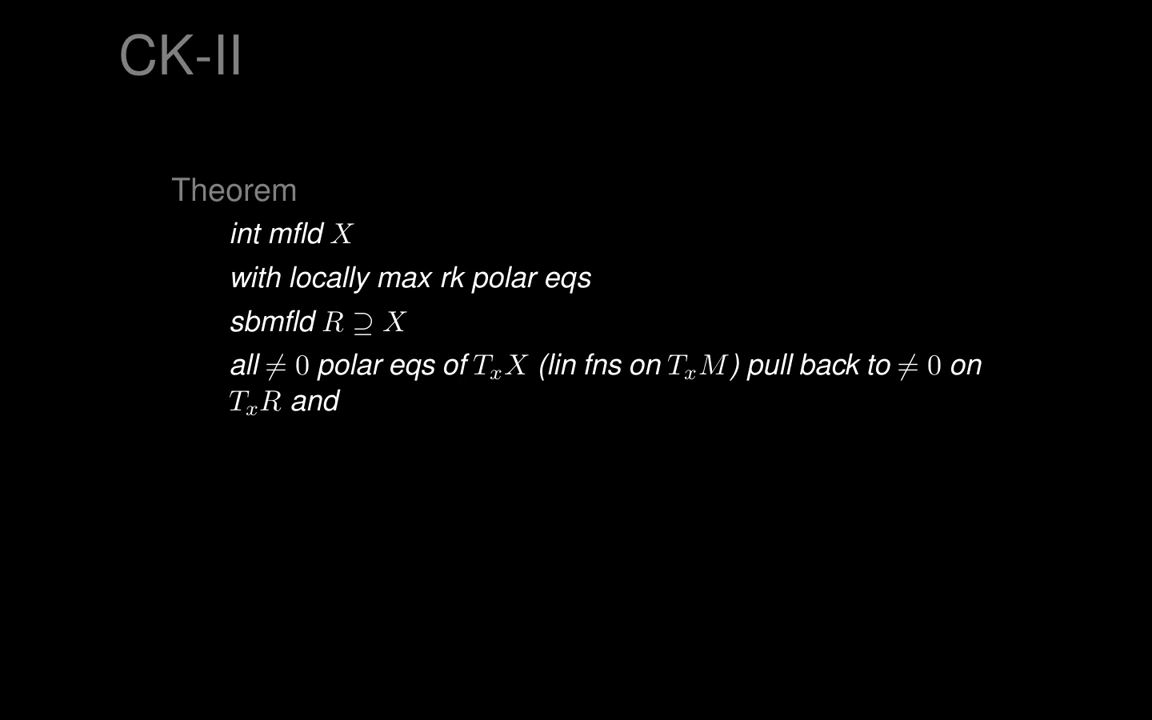 CK-II
Theorem
int mfld X
with locally max rk polar eqs
sbmfld R ⊇ X
all ≠ 0 polar eqs of TₓX (lin fns on TₓM) pull back to ≠ 0 on
TₓR and